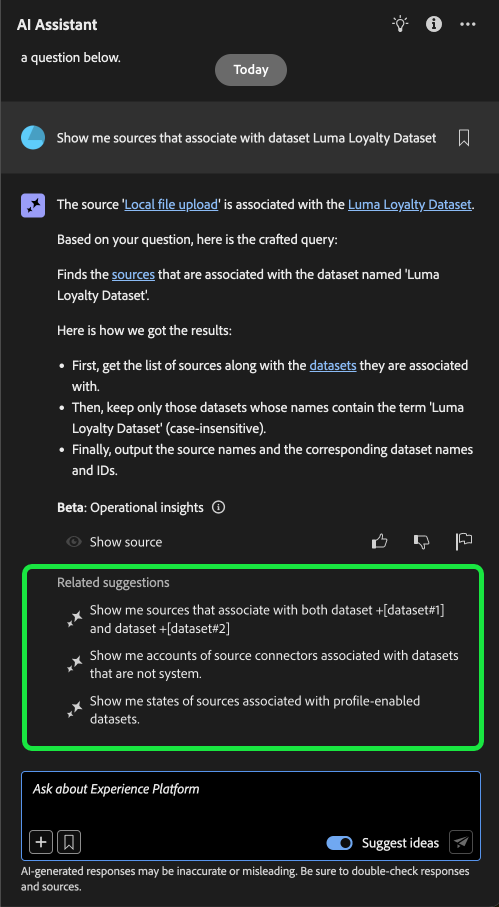 AI Assistant
a question below.
Today
Show me sources that associate with dataset Luma Loyalty Dataset
The source 'Local file upload' is associated with the Luma Loyalty Dataset.
Based on your question, here is the crafted query:
Finds the sources that are associated with the dataset named 'Luma
Loyalty Dataset'.
Here is how we got the results:
• First, get the list of sources along with the datasets they are associated
with.
• Then, keep only those datasets whose names contain the term 'Luma
Loyalty Dataset' (case-insensitive).
• Finally, output the source names and the corresponding dataset names
and IDs.
Beta: Operational insights
Show source
Related suggestions
Show me sources that associate with both dataset +[dataset#1]
and dataset +[dataset#2]
Show me accounts of source connectors associated with datasets
that are not system.
Show me states of sources associated with profile-enabled
datasets.
Ask about Experience Platform
Suggest ideas
AI-generated responses may be inaccurate or misleading. Be sure to double-check responses
and sources.